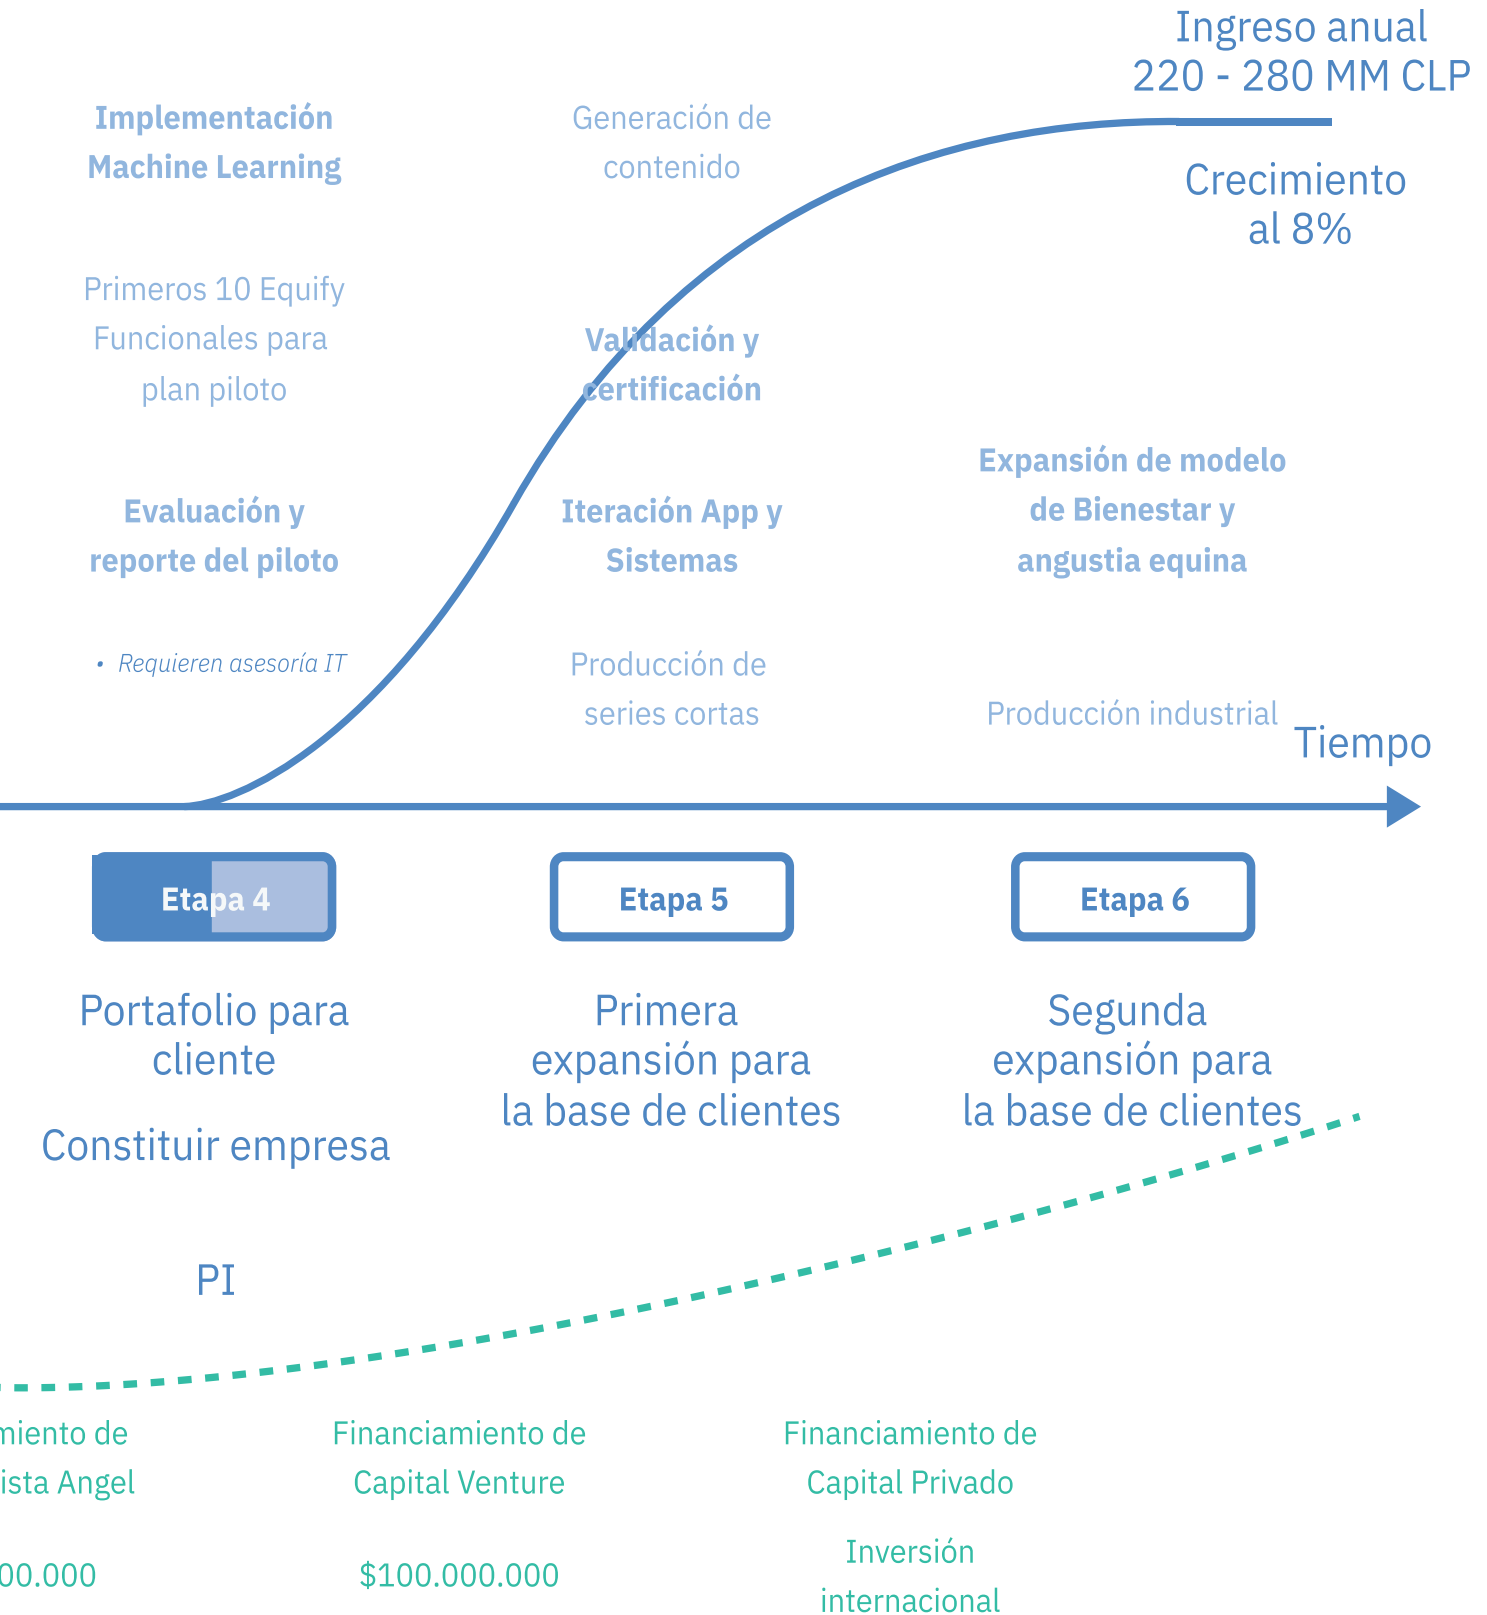 Ingreso anual
220 - 280 MM CLP
Crecimiento
al 8%
Implementación
Machine Learning
Primeros 10 Equify
Funcionales para
plan piloto
Evaluación y
reporte del piloto
• Requieren asesoría IT
Generación de
contenido
Validación y
certificación
Iteración App y
Sistemas
Producción de
series cortas
Expansión de modelo
de Bienestar y
angustia equina
Producción industrial
Tiempo
Etapa 4
Etapa 5
Etapa 6
Portafolio para
cliente
Constituir empresa
PI
Primera
expansión para
la base de clientes
Segunda
expansión para
la base de clientes
miento de
ista Angel
00.000
Financiamiento de
Capital Venture
$100.000.000
Financiamiento de
Capital Privado
Inversión
internacional